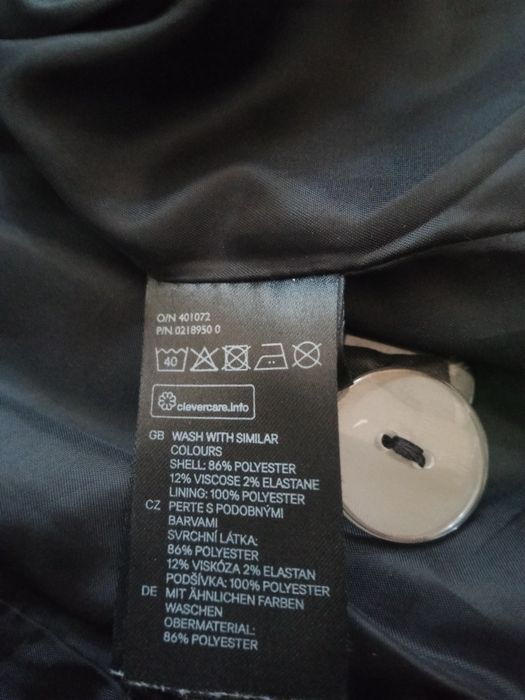 O/N 401072
P/N 0218950 0
40
clevercare.info
GB WASH WITH SIMILAR
COLOURS
SHELL: 86% POLYESTER
12% VISCOSE 2% ELASTANE
LINING: 100% POLYESTER
CZ PERTE S PODOBNÝMI
BARVAMI
SVRCHNÍ LÁTKA:
86% POLYESTER
12% VISKÓZA 2% ELASTAN
PODŠÍVKA: 100% POLYESTER
DE MIT ÄHNLICHEN FARBEN
WASCHEN
OBERMATERIAL:
86% POLYESTER